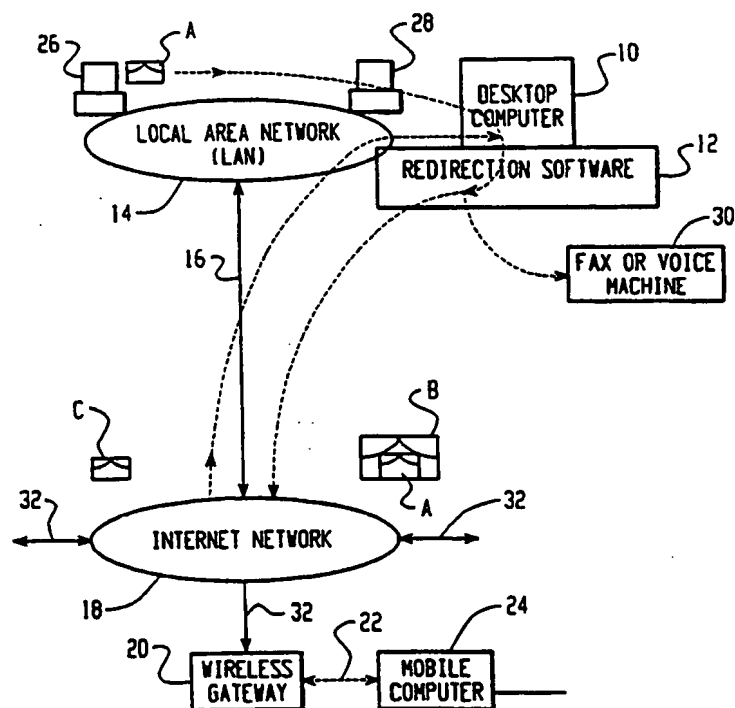 26
A
28
10
DESKTOP
COMPUTER
LOCAL AREA NETWORK
(LAN)
REDIRECTION SOFTWARE
12
14
30
16
FAX OR VOICE
MACHINE
C
B
A
32
32
INTERNET NETWORK
18
32
24
20
22
WIRELESS
GATEWAY
MOBILE
COMPUTER